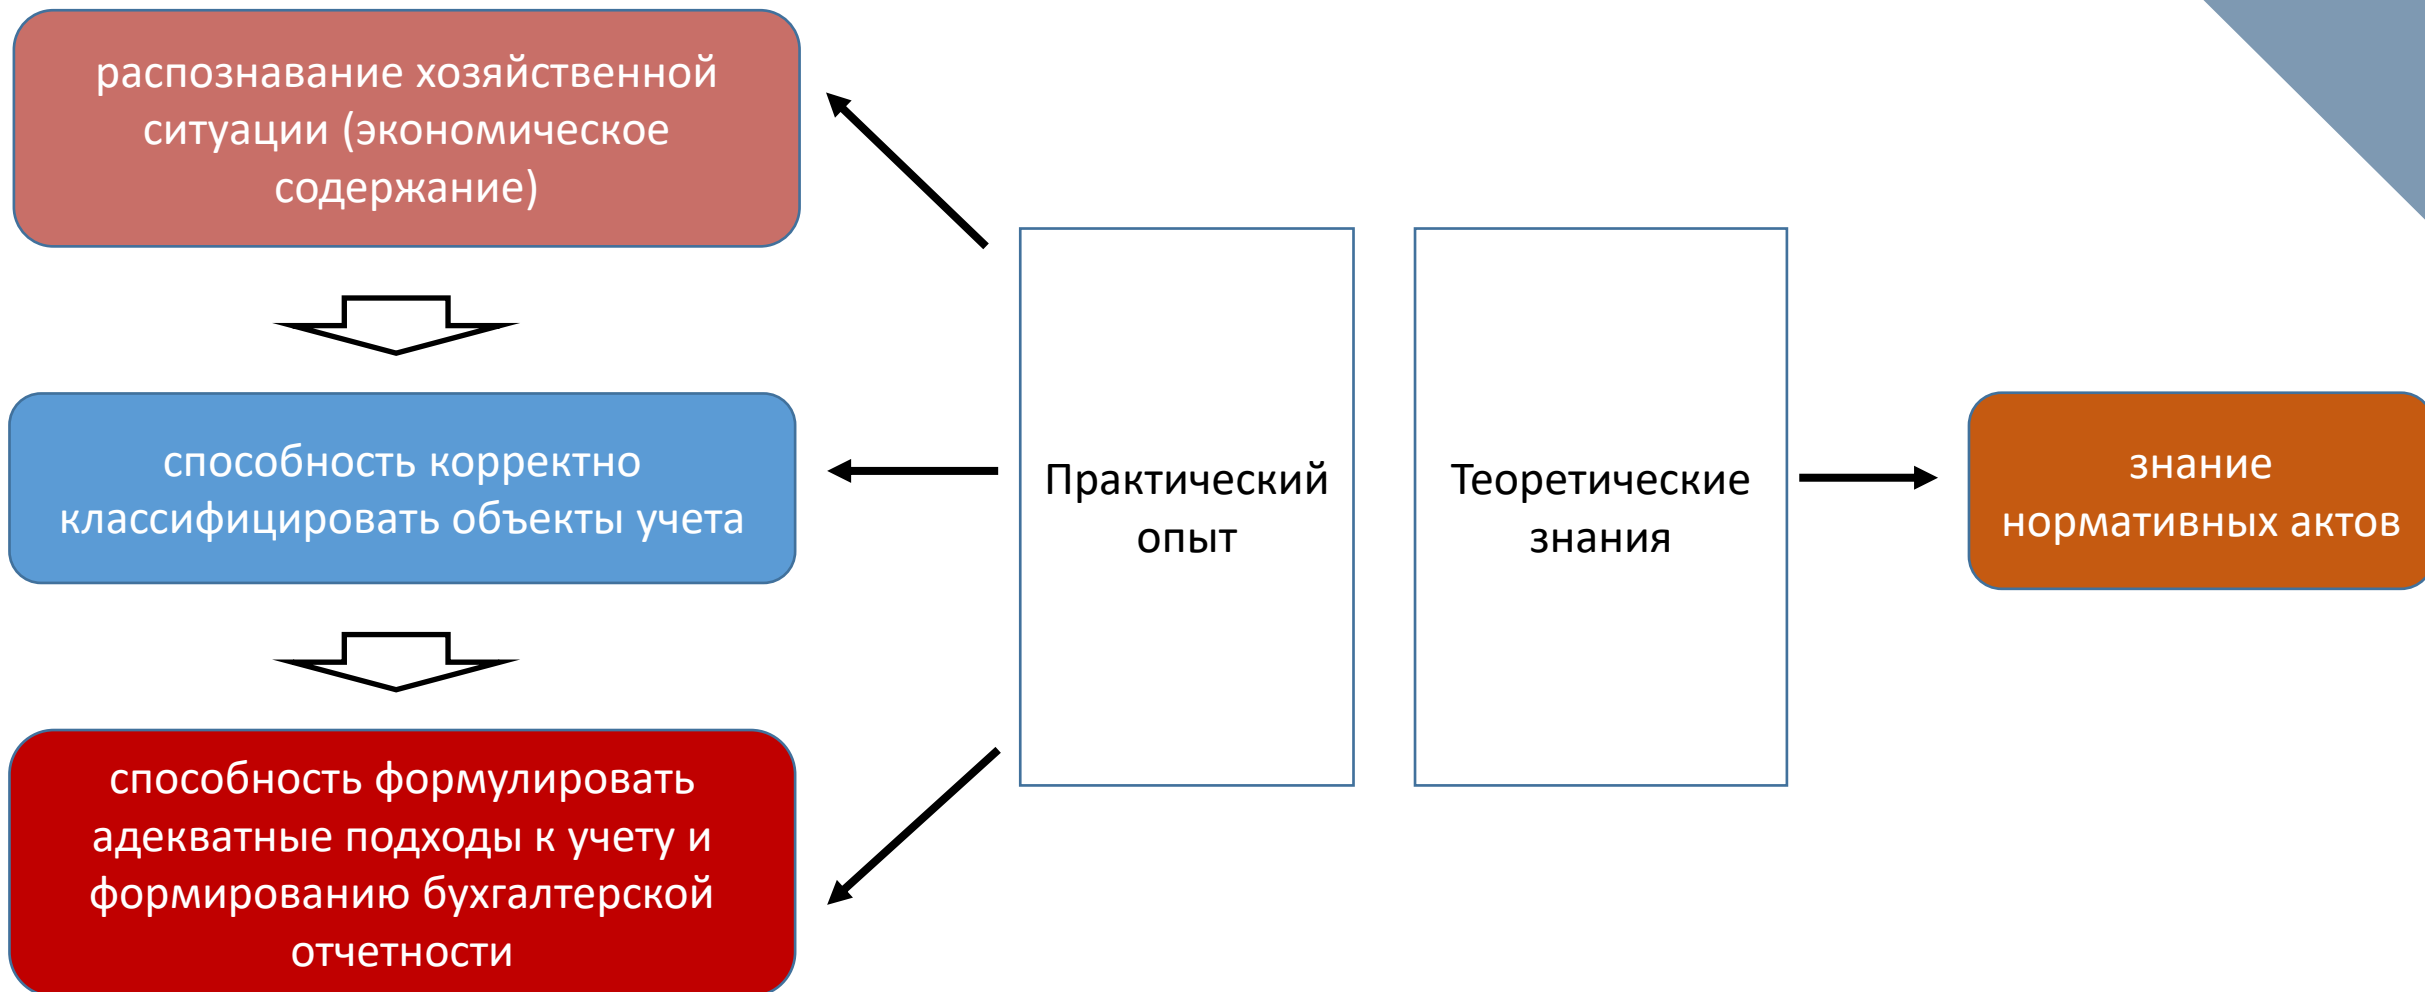 распознавание хозяйственной
ситуации (экономическое
содержание)
способность корректно
классифицировать объекты учета
способность формулировать
адекватные подходы к учету и
формированию бухгалтерской
отчетности
Практический
опыт
Теоретические
знания
знание
нормативных актов